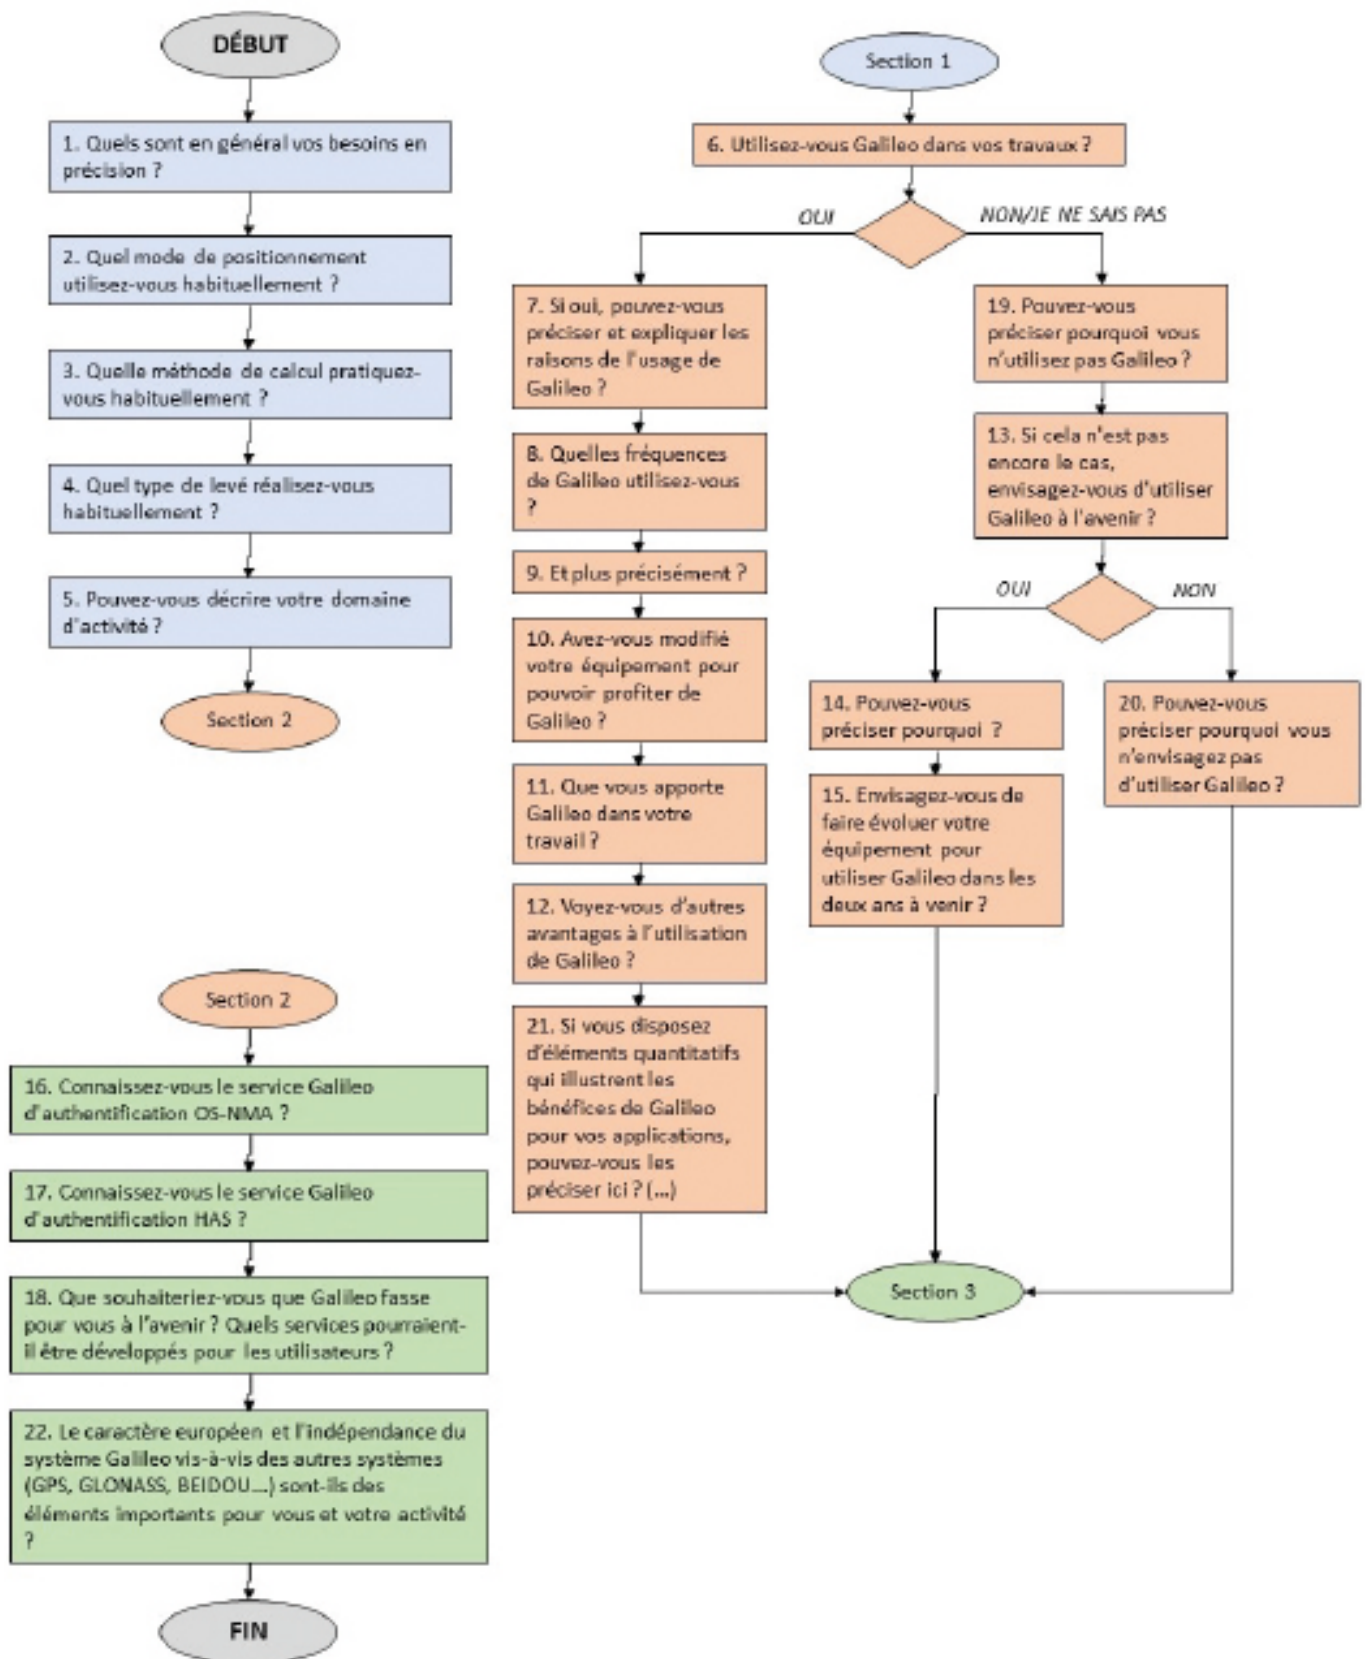 DÉBUT
1. Quels sont en général vos besoins en
précision ?
2. Quel mode de positionnement
utilisez-vous habituellement ?
3. Quelle méthode de calcul pratiquez-
vous habituellement ?
4. Quel type de levé réalisez-vous
habituellement ?
5. Pouvez-vous décrire votre domaine
d'activité ?
Section 2
Section 1
6. Utilisez-vous Galileo dans vos travaux ?
OUI
NON/JE NE SAIS PAS
7. Si oui, pouvez-vous
préciser et expliquer les
raisons de l'usage de
Galileo ?
8. Quelles fréquences
de Galileo utilisez-vous
?
9. Et plus précisément ?
10. Avez-vous modifié
votre équipement pour
pouvoir profiter de
Galileo ?
11. Que vous apporte
Galileo dans votre
travail ?
12. Voyez-vous d'autres
avantages à l'utilisation
de Galileo ?
21. Si vous disposez
d'éléments quantitatifs
qui illustrent les
bénéfices de Galileo
pour vos applications,
pouvez-vous les
préciser ici ? (...)
19. Pouvez-vous
préciser pourquoi vous
n'utilisez pas Galileo ?
13. Si cela n'est pas
encore le cas,
envisagez-vous d'utiliser
Galileo à l'avenir ?
OUI
NON
14. Pouvez-vous
préciser pourquoi ?
15. Envisagez-vous de
faire évoluer votre
équipement pour
utiliser Galileo dans les
deux ans à venir ?
20. Pouvez-vous
préciser pourquoi vous
n'envisagez pas
d'utiliser Galileo ?
Section 3
Section 2
16. Connaissez-vous le service Galileo
d'authentification OS-NMA ?
17. Connaissez-vous le service Galileo
d'authentification HAS ?
18. Que souhaiteriez-vous que Galileo fasse
pour vous à l'avenir ? Quels services pourraient-
il être développés pour les utilisateurs ?
22. Le caractère européen et l'indépendance du
système Galileo vis-à-vis des autres systèmes
(GPS, GLONASS, BEIDOU...) sont-ils des
éléments importants pour vous et votre activité
?
FIN